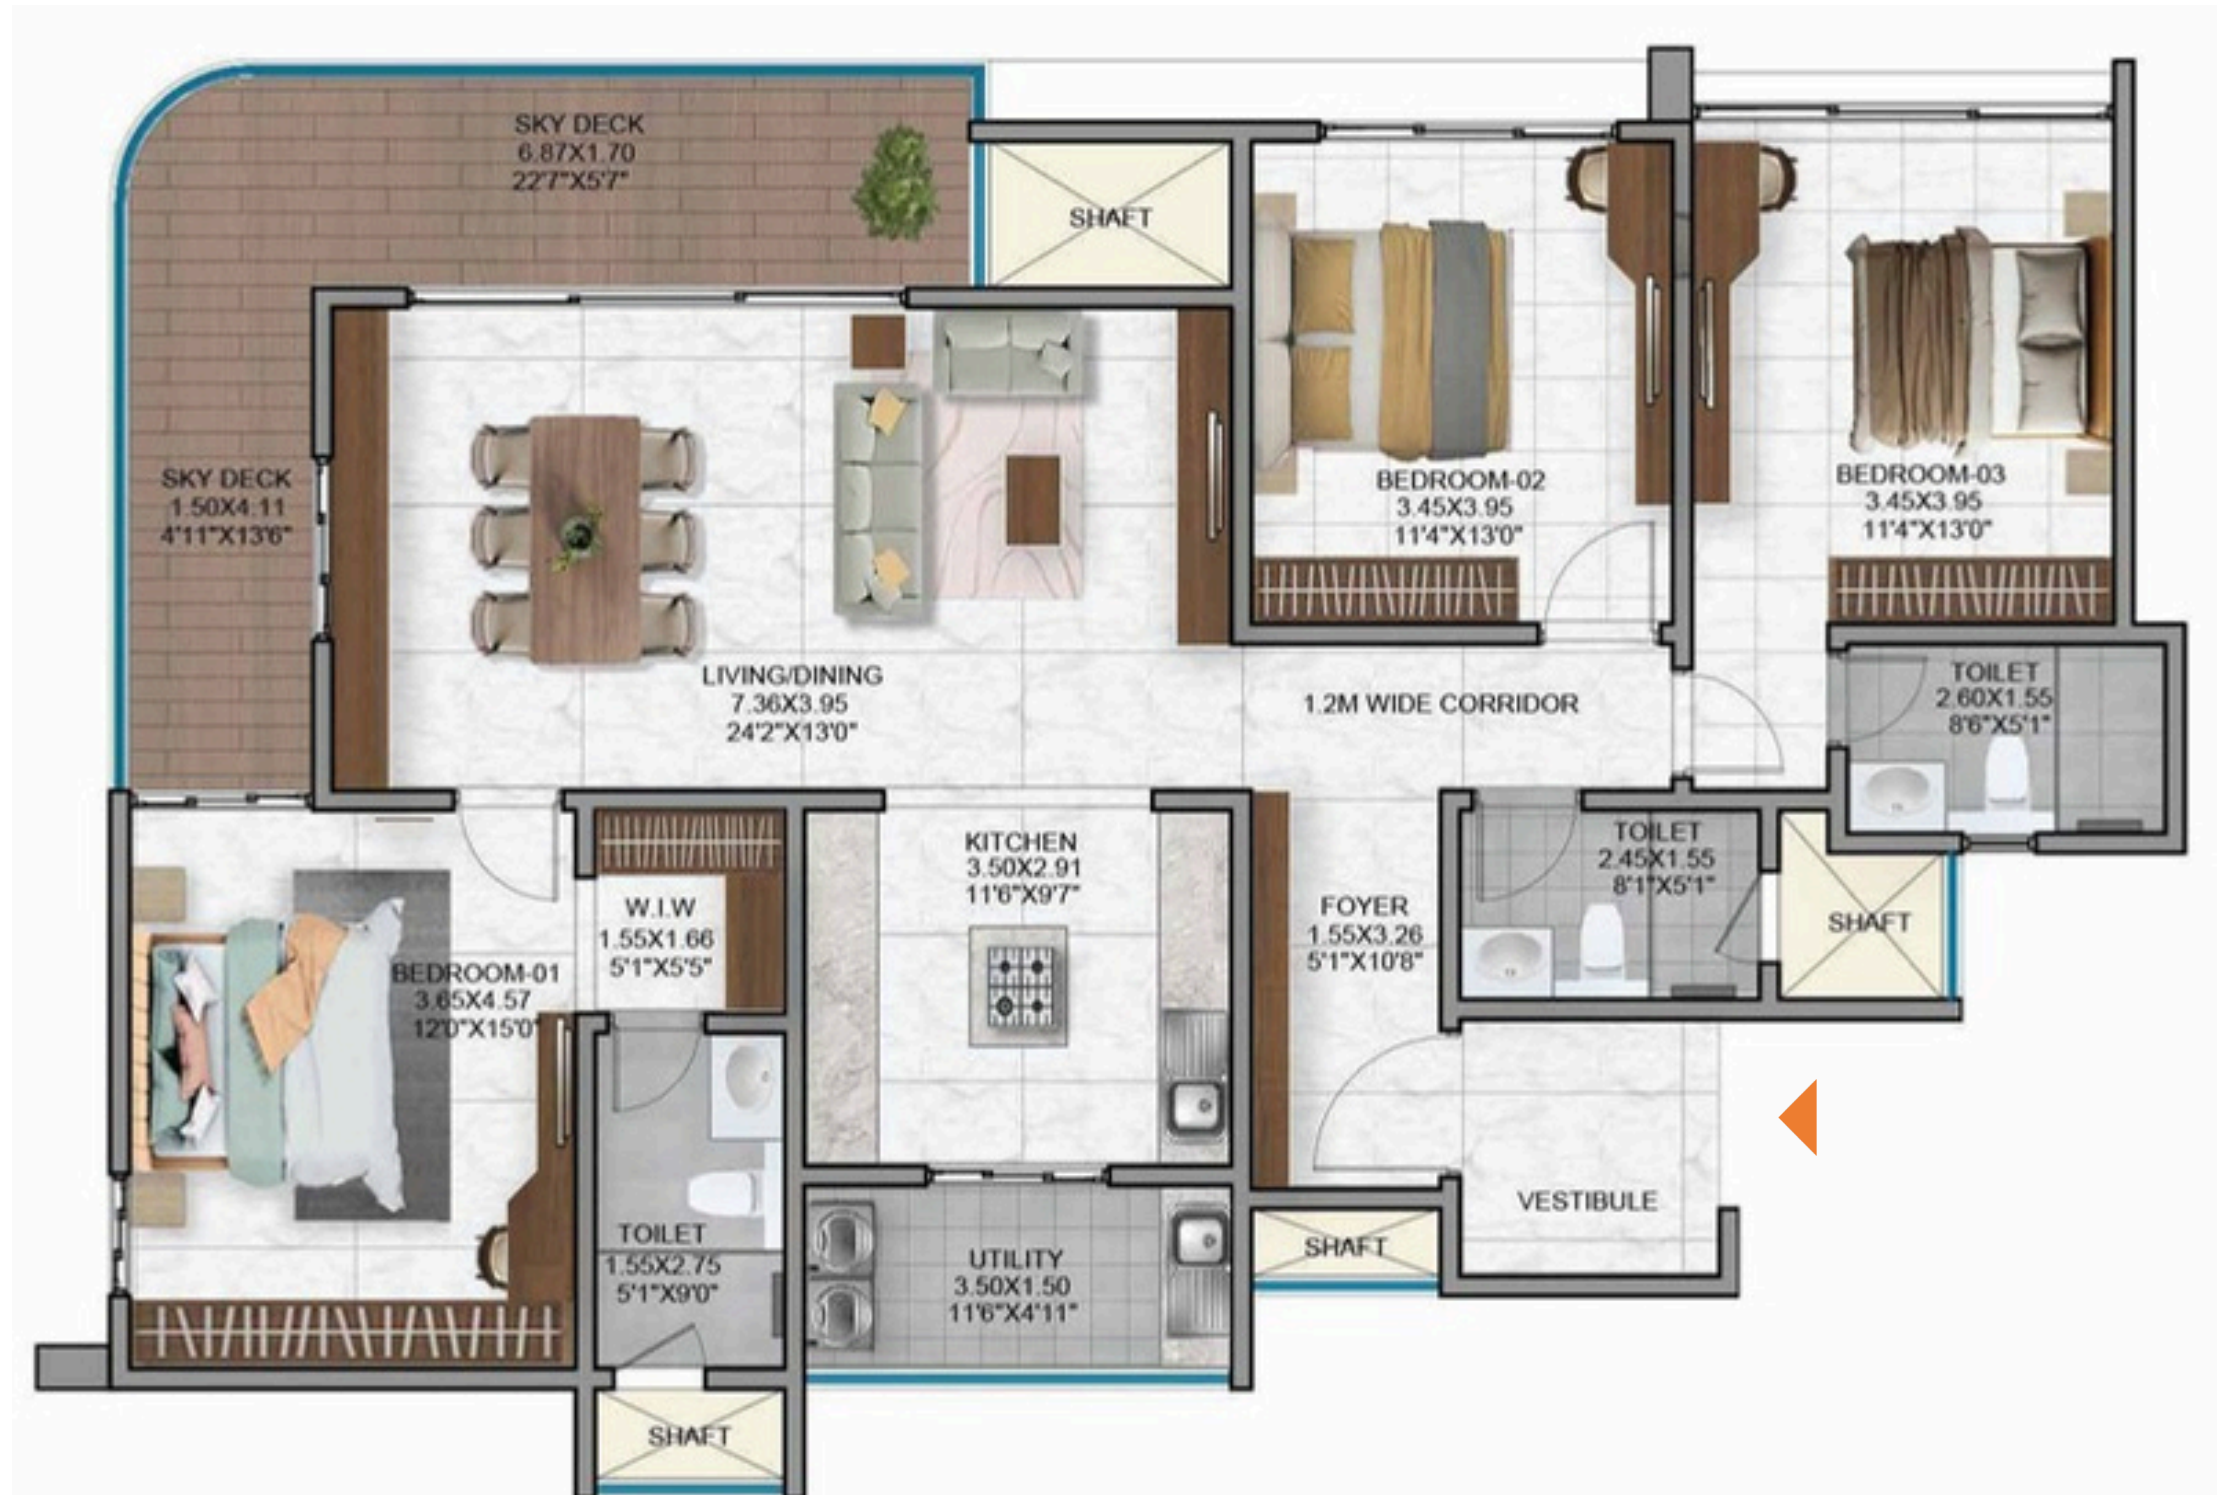 SKY DECK
6.87X1.70
22'7"X5'7"
SHAFT
SKY DECK
1.50X4.11
4'11"X13'6"
BEDROOM-02
3.45X3.95
11'4"X13'0"
BEDROOM-03
3.45X3.95
11'4"X13'0"
LIVING/DINING
7.36X3.95
24'2"X13'0"
1.2M WIDE CORRIDOR
TOILET
2.60X1.55
8'6"X5'1"
BEDROOM-01
3.65X4.57
12'0"X15'0"
W.I.W
1.55X1.66
5'1"X5'5"
KITCHEN
3.50X2.91
11'6"X9'7"
FOYER
1.55X3.26
5'1"X10'8"
TOILET
2.45X1.55
8'1"X5'1"
SHAFT
TOILET
1.55X2.75
5'1"X9'0"
UTILITY
3.50X1.50
11'6"X4'11"
SHAFT
VESTIBULE
SHAFT